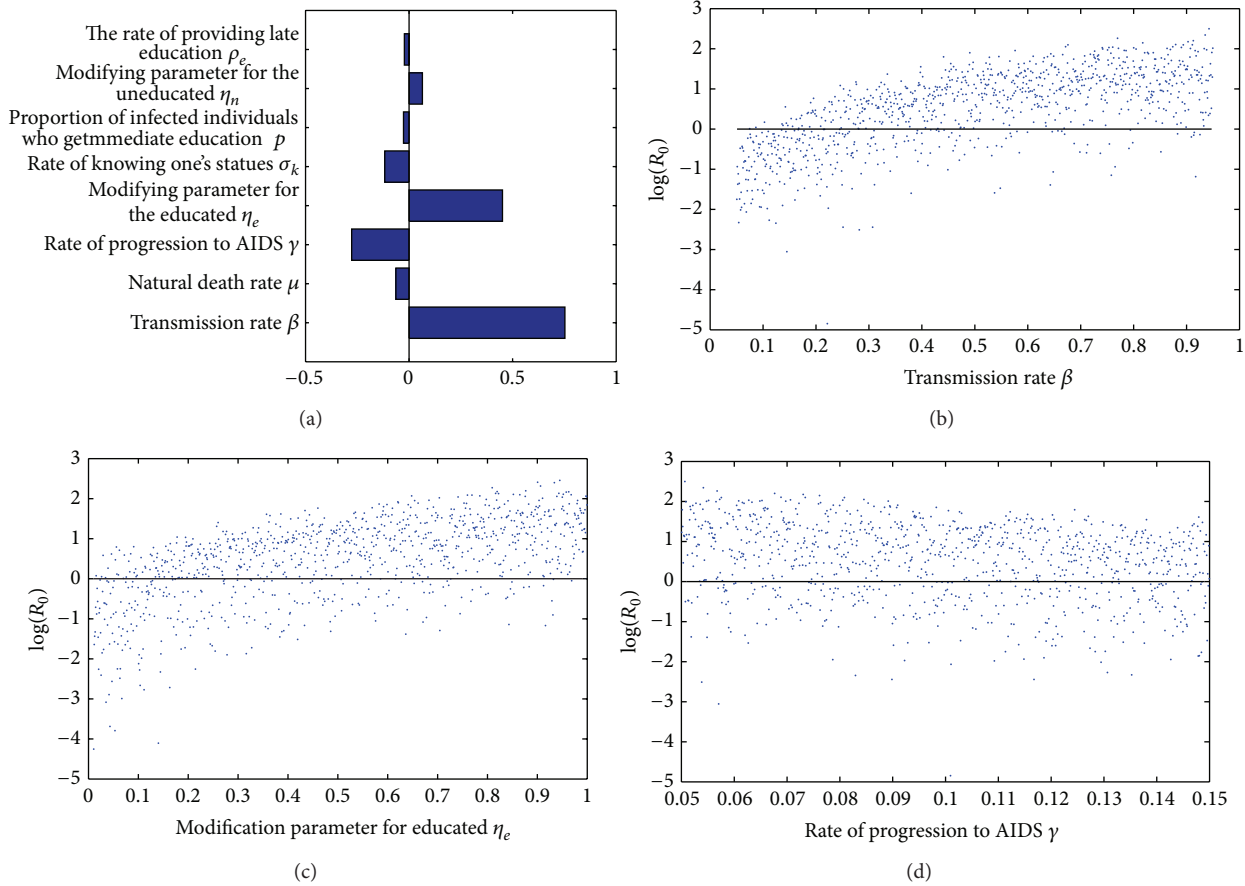 The rate of providing late
education ρₑ
Modifying parameter for the
uneducated ηₙ
Proportion of infected individuals
who getmmediate education p
Rate of knowing one's statues σₖ
Modifying parameter for
the educated ηₑ
Rate of progression to AIDS γ
Natural death rate μ
Transmission rate β
−0.5 0 0.5 1
(a)
3
2
1
0
−1
−2
−3
−4
−5
log(R₀)
0 0.1 0.2 0.3 0.4 0.5 0.6 0.7 0.8 0.9 1
Transmission rate β
(b)
3
2
1
0
−1
−2
−3
−4
−5
log(R₀)
0 0.1 0.2 0.3 0.4 0.5 0.6 0.7 0.8 0.9 1
Modification parameter for educated ηₑ
(c)
3
2
1
0
−1
−2
−3
−4
−5
log(R₀)
0.05 0.06 0.07 0.08 0.09 0.1 0.11 0.12 0.13 0.14 0.15
Rate of progression to AIDS γ
(d)